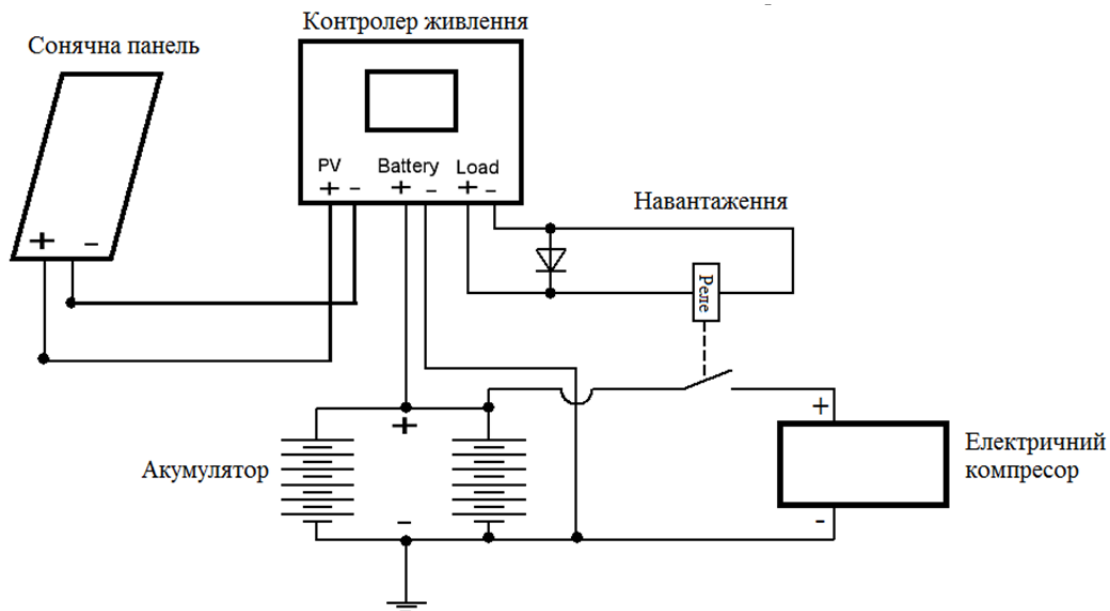 Контролер живлення
Сонячна панель
PV Battery Load
+ − + − + −
Навантаження
+ −
Реле
+
+
Електричний
компресор
Акумулятор
−
-